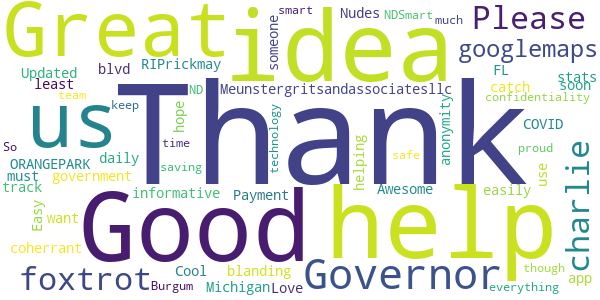 Great idea Please
someone smart Nudes NDSmart much
googlemaps
Updated blvd RIPrickmay FL stats
least team keep ND Meunstergritsandassociatesllc catch soon
us Thank
hope technology anonymity confidentiality
So time COVID
ORANGEPARK daily saving helping safe proud
must government
track informative Payment Awesome easily use charlie
Easy want Good help
coherrant
foxtrot Cool blanding Governor though app
Burgum Michigan Love everything